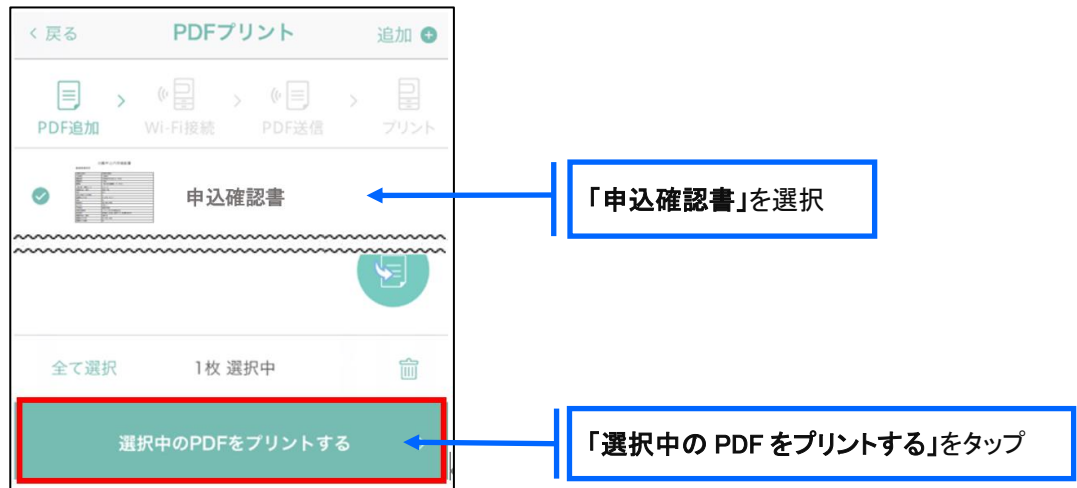 < 戻る PDFプリント 追加
PDF追加 > Wi-Fi接続 > PDF送信 > プリント
申込確認書
「申込確認書」を選択
全て選択 1枚 選択中
選択中のPDFをプリントする
「選択中の PDF をプリントする」をタップ